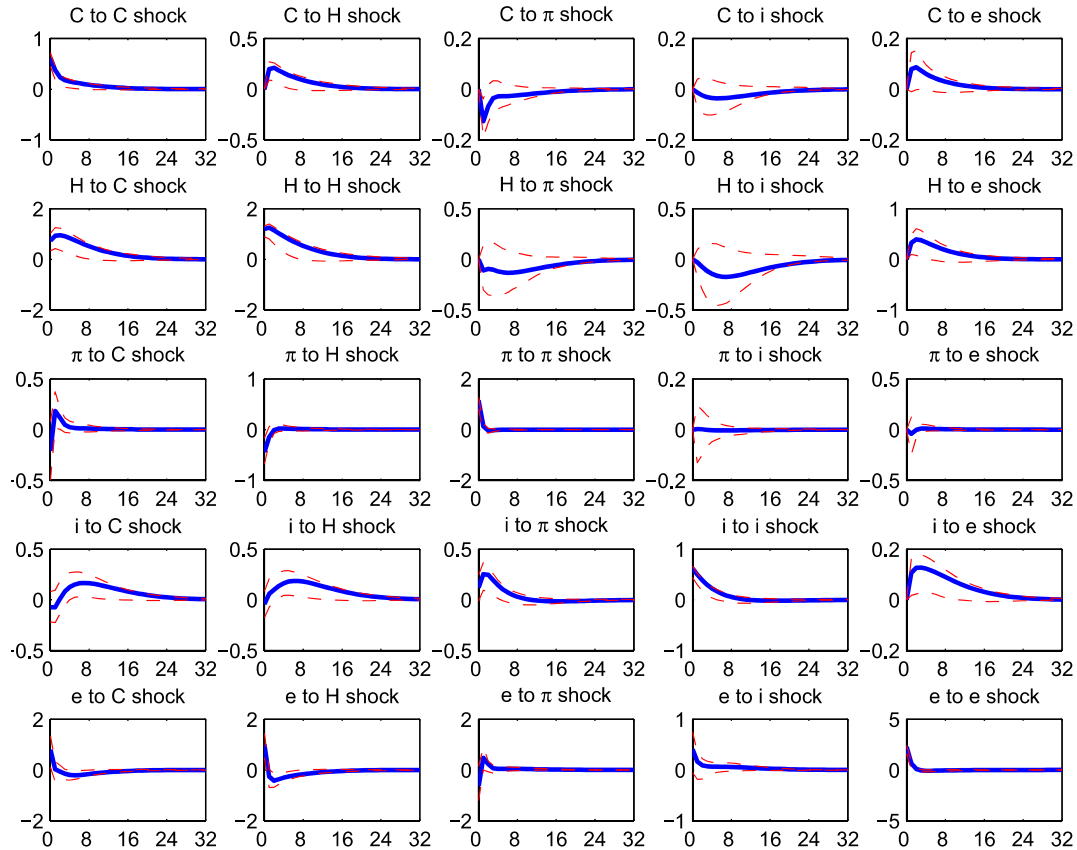 C to C shock C to H shock C to π shock C to i shock C to e shock
1 0.5 0.2 0.2 0.2
0 0 0 0 0
−1 −0.5 −0.2 −0.2 −0.2
0 8 16 24 32 0 8 16 24 32 0 8 16 24 32 0 8 16 24 32 0 8 16 24 32
H to C shock H to H shock H to π shock H to i shock H to e shock
2 2 0.5 0.5 1
0 0 0 0 0
−2 −2 −0.5 −0.5 −1
0 8 16 24 32 0 8 16 24 32 0 8 16 24 32 0 8 16 24 32 0 8 16 24 32
π to C shock π to H shock π to π shock π to i shock π to e shock
0.5 1 2 0.2 0.5
0 0 0 0 0
−0.5 −1 −2 −0.2 −0.5
0 8 16 24 32 0 8 16 24 32 0 8 16 24 32 0 8 16 24 32 0 8 16 24 32
i to C shock i to H shock i to π shock i to i shock i to e shock
0.5 0.5 0.5 1 0.2
0 0 0 0 0
−0.5 −0.5 −0.5 −1 −0.2
0 8 16 24 32 0 8 16 24 32 0 8 16 24 32 0 8 16 24 32 0 8 16 24 32
e to C shock e to H shock e to π shock e to i shock e to e shock
2 2 2 1 5
0 0 0 0 0
−2 −2 −2 −1 −5
0 8 16 24 32 0 8 16 24 32 0 8 16 24 32 0 8 16 24 32 0 8 16 24 32